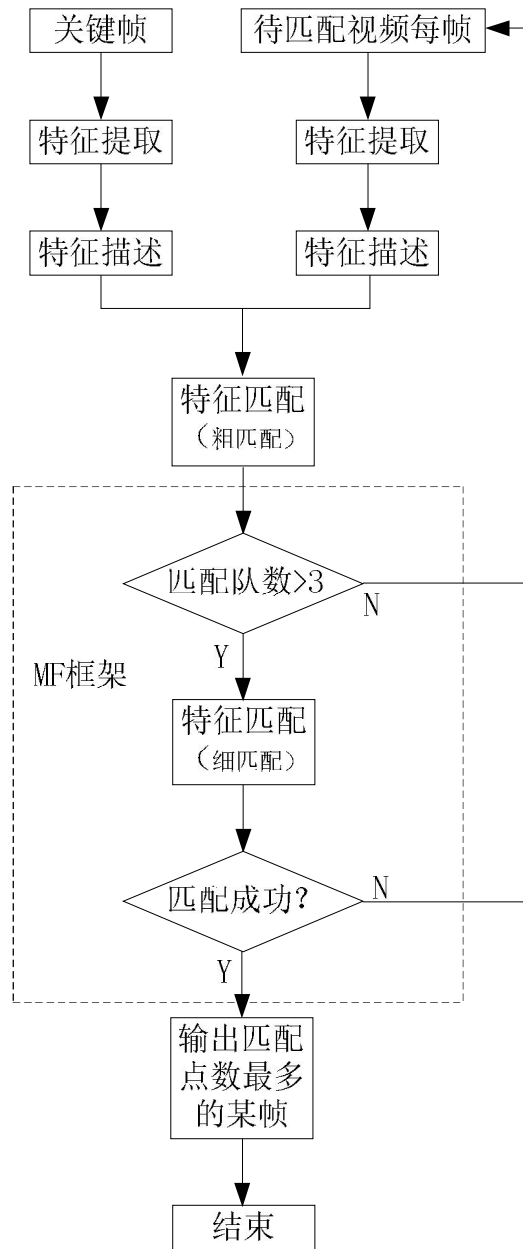 关键帧
待匹配视频每帧
特征提取
特征提取
特征描述
特征描述
特征匹配
（粗匹配）
匹配队数>3
N
Y
MF框架
特征匹配
（细匹配）
匹配成功?
N
Y
输出匹配
点数最多
的某帧
结束